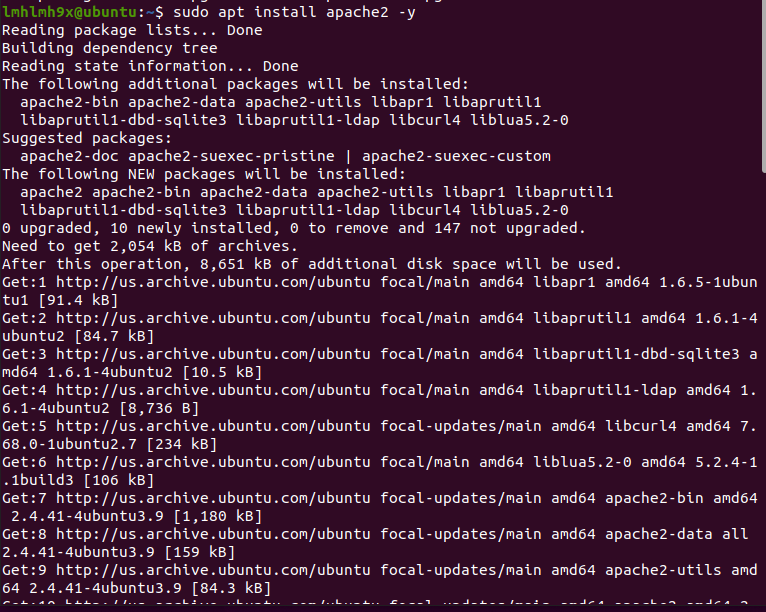 lmhlmh9x@ubuntu:~$ sudo apt install apache2 -y
Reading package lists... Done
Building dependency tree
Reading state information... Done
The following additional packages will be installed:
  apache2-bin apache2-data apache2-utils libapr1 libaprutil1
  libaprutil1-dbd-sqlite3 libaprutil1-ldap libcurl4 liblua5.2-0
Suggested packages:
  apache2-doc apache2-suexec-pristine | apache2-suexec-custom
The following NEW packages will be installed:
  apache2 apache2-bin apache2-data apache2-utils libapr1 libaprutil1
  libaprutil1-dbd-sqlite3 libaprutil1-ldap libcurl4 liblua5.2-0
0 upgraded, 10 newly installed, 0 to remove and 147 not upgraded.
Need to get 2,054 kB of archives.
After this operation, 8,651 kB of additional disk space will be used.
Get:1 http://us.archive.ubuntu.com/ubuntu focal/main amd64 libapr1 amd64 1.6.5-1ubun
tu1 [91.4 kB]
Get:2 http://us.archive.ubuntu.com/ubuntu focal/main amd64 libaprutil1 amd64 1.6.1-4
ubuntu2 [84.7 kB]
Get:3 http://us.archive.ubuntu.com/ubuntu focal/main amd64 libaprutil1-dbd-sqlite3 a
md64 1.6.1-4ubuntu2 [10.5 kB]
Get:4 http://us.archive.ubuntu.com/ubuntu focal/main amd64 libaprutil1-ldap amd64 1.
6.1-4ubuntu2 [8,736 B]
Get:5 http://us.archive.ubuntu.com/ubuntu focal-updates/main amd64 libcurl4 amd64 7.
68.0-1ubuntu2.7 [234 kB]
Get:6 http://us.archive.ubuntu.com/ubuntu focal/main amd64 liblua5.2-0 amd64 5.2.4-1
.1build3 [106 kB]
Get:7 http://us.archive.ubuntu.com/ubuntu focal-updates/main amd64 apache2-bin amd64
 2.4.41-4ubuntu3.9 [1,180 kB]
Get:8 http://us.archive.ubuntu.com/ubuntu focal-updates/main amd64 apache2-data all
2.4.41-4ubuntu3.9 [159 kB]
Get:9 http://us.archive.ubuntu.com/ubuntu focal-updates/main amd64 apache2-utils amd
64 2.4.41-4ubuntu3.9 [84.3 kB]